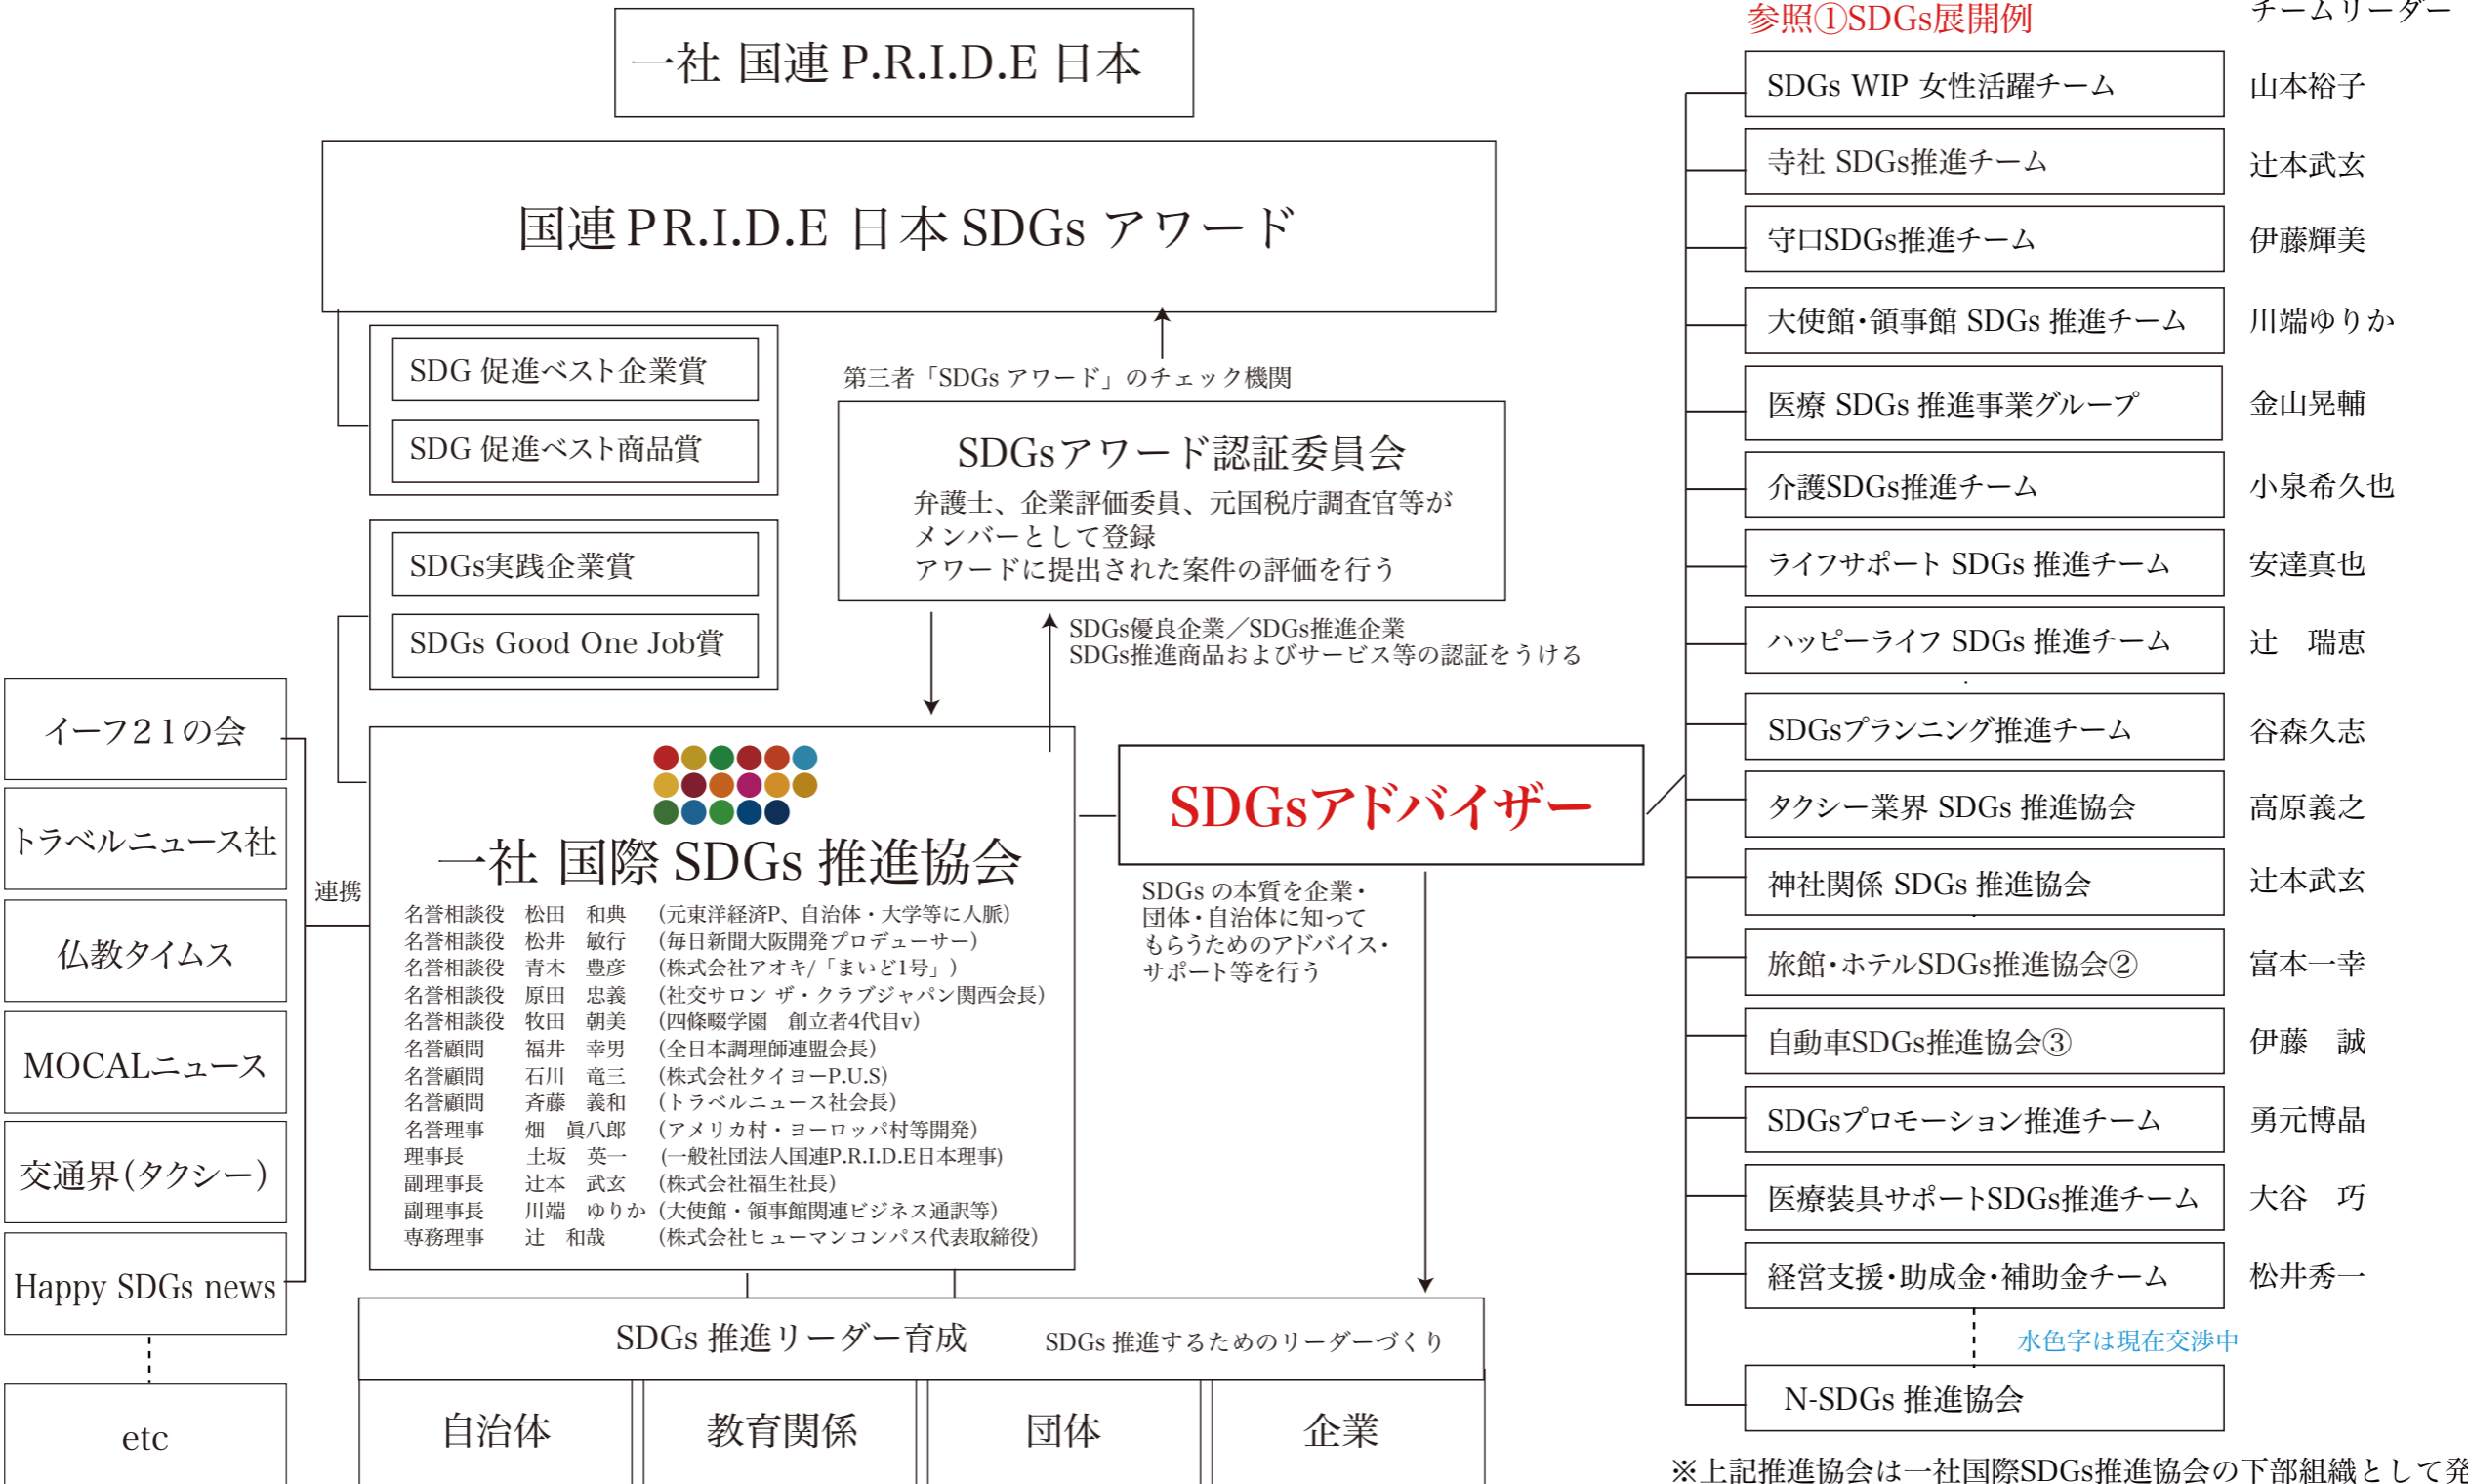 一社 国連 P.R.I.D.E 日本
国連 PR.I.D.E 日本 SDGs アワード
SDG 促進ベスト企業賞
SDG 促進ベスト商品賞
第三者「SDGs アワード」のチェック機関
SDGsアワード認証委員会
弁護士、企業評価委員、元国税庁調査官等が
メンバーとして登録
アワードに提出された案件の評価を行う
SDGs実践企業賞
SDGs Good One Job賞
SDGs優良企業／SDGs推進企業
SDGs推進商品およびサービス等の認証をうける
イーフ21の会
トラベルニュース社
仏教タイムス
MOCALニュース
交通界(タクシー)
Happy SDGs news
etc
連携
一社 国際 SDGs 推進協会
名誉相談役 松田 和典 (元東洋経済P、自治体・大学等に人脈)
名誉相談役 松井 敏行 (毎日新聞大阪開発プロデューサー)
名誉相談役 青木 豊彦 (株式会社アオキ/「まいど1号」)
名誉相談役 原田 忠義 (社交サロン ザ・クラブジャパン関西会長)
名誉相談役 牧田 朝美 (四條畷学園 創立者4代目v)
名誉顧問 福井 幸男 (全日本調理師連盟会長)
名誉顧問 石川 竜三 (株式会社タイヨーP.U.S)
名誉顧問 斉藤 義和 (トラベルニュース社会長)
名誉理事 畑 眞八郎 (アメリカ村・ヨーロッパ村等開発)
理事長 土坂 英一 (一般社団法人国連P.R.I.D.E日本理事)
副理事長 辻本 武玄 (株式会社福生社長)
副理事長 川端 ゆりか (大使館・領事館関連ビジネス通訳等)
専務理事 辻 和哉 (株式会社ヒューマンコンパス代表取締役)
SDGsアドバイザー
SDGs の本質を企業・
団体・自治体に知って
もらうためのアドバイス・
サポート等を行う
SDGs 推進リーダー育成 SDGs 推進するためのリーダーづくり
自治体 教育関係 団体 企業
参照①SDGs展開例 チームリーダー
SDGs WIP 女性活躍チーム 山本裕子
寺社 SDGs推進チーム 辻本武玄
守口SDGs推進チーム 伊藤輝美
大使館・領事館 SDGs 推進チーム 川端ゆりか
医療 SDGs 推進事業グループ 金山晃輔
介護SDGs推進チーム 小泉希久也
ライフサポート SDGs 推進チーム 安達真也
ハッピーライフ SDGs 推進チーム 辻 瑞恵
SDGsプランニング推進チーム 谷森久志
タクシー業界 SDGs 推進協会 高原義之
神社関係 SDGs 推進協会 辻本武玄
旅館・ホテルSDGs推進協会② 富本一幸
自動車SDGs推進協会③ 伊藤 誠
SDGsプロモーション推進チーム 勇元博晶
医療装具サポートSDGs推進チーム 大谷 巧
経営支援・助成金・補助金チーム 松井秀一
水色字は現在交渉中
N-SDGs 推進協会
※上記推進協会は一社国際SDGs推進協会の下部組織として発